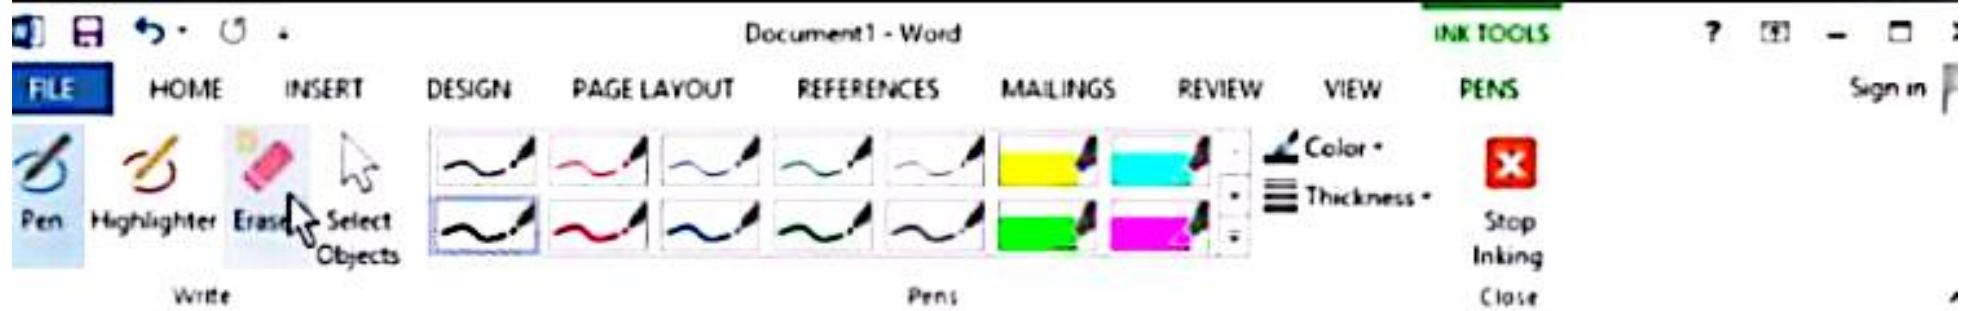 Document1 - Word
INK TOOLS
?
FILE HOME INSERT DESIGN PAGE LAYOUT REFERENCES MAILINGS REVIEW VIEW PENS Sign in
Pen Highlighter Eraser Select Objects
Color
Thickness
Stop Inking
Write Pens Close